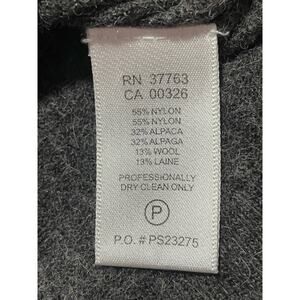 RN 37763
CA 00326
55% NYLON
55% NYLON
32% ALPACA
32% ALPAGA
13% WOOL
13% LAINE
PROFESSIONALLY
DRY CLEAN ONLY
P
P.O. # PS23275